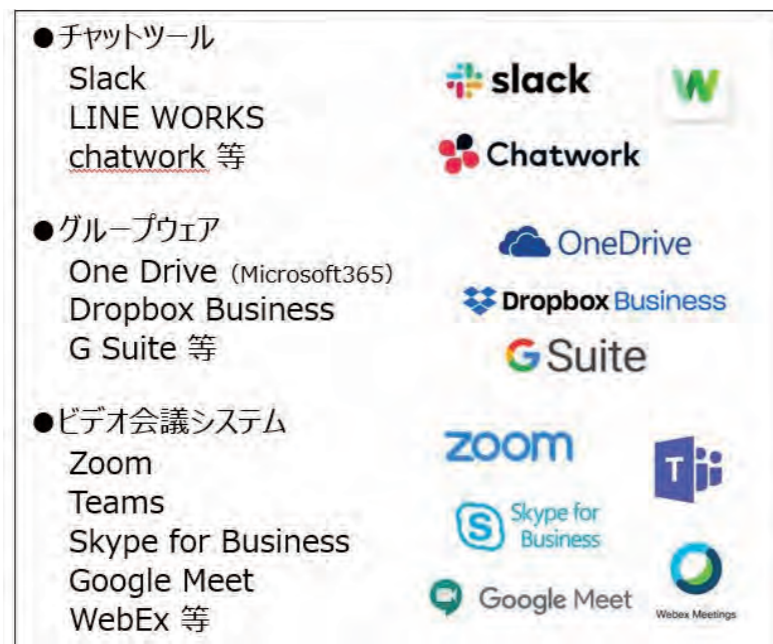 ●チャットツール
Slack
LINE WORKS
chatwork 等
slack
W
Chatwork
●グループウェア
One Drive（Microsoft365）
Dropbox Business
G Suite 等
OneDrive
Dropbox Business
G Suite
●ビデオ会議システム
Zoom
Teams
Skype for Business
Google Meet
WebEx 等
zoom
T
S
Skype for
Business
Google Meet
Webex Meetings